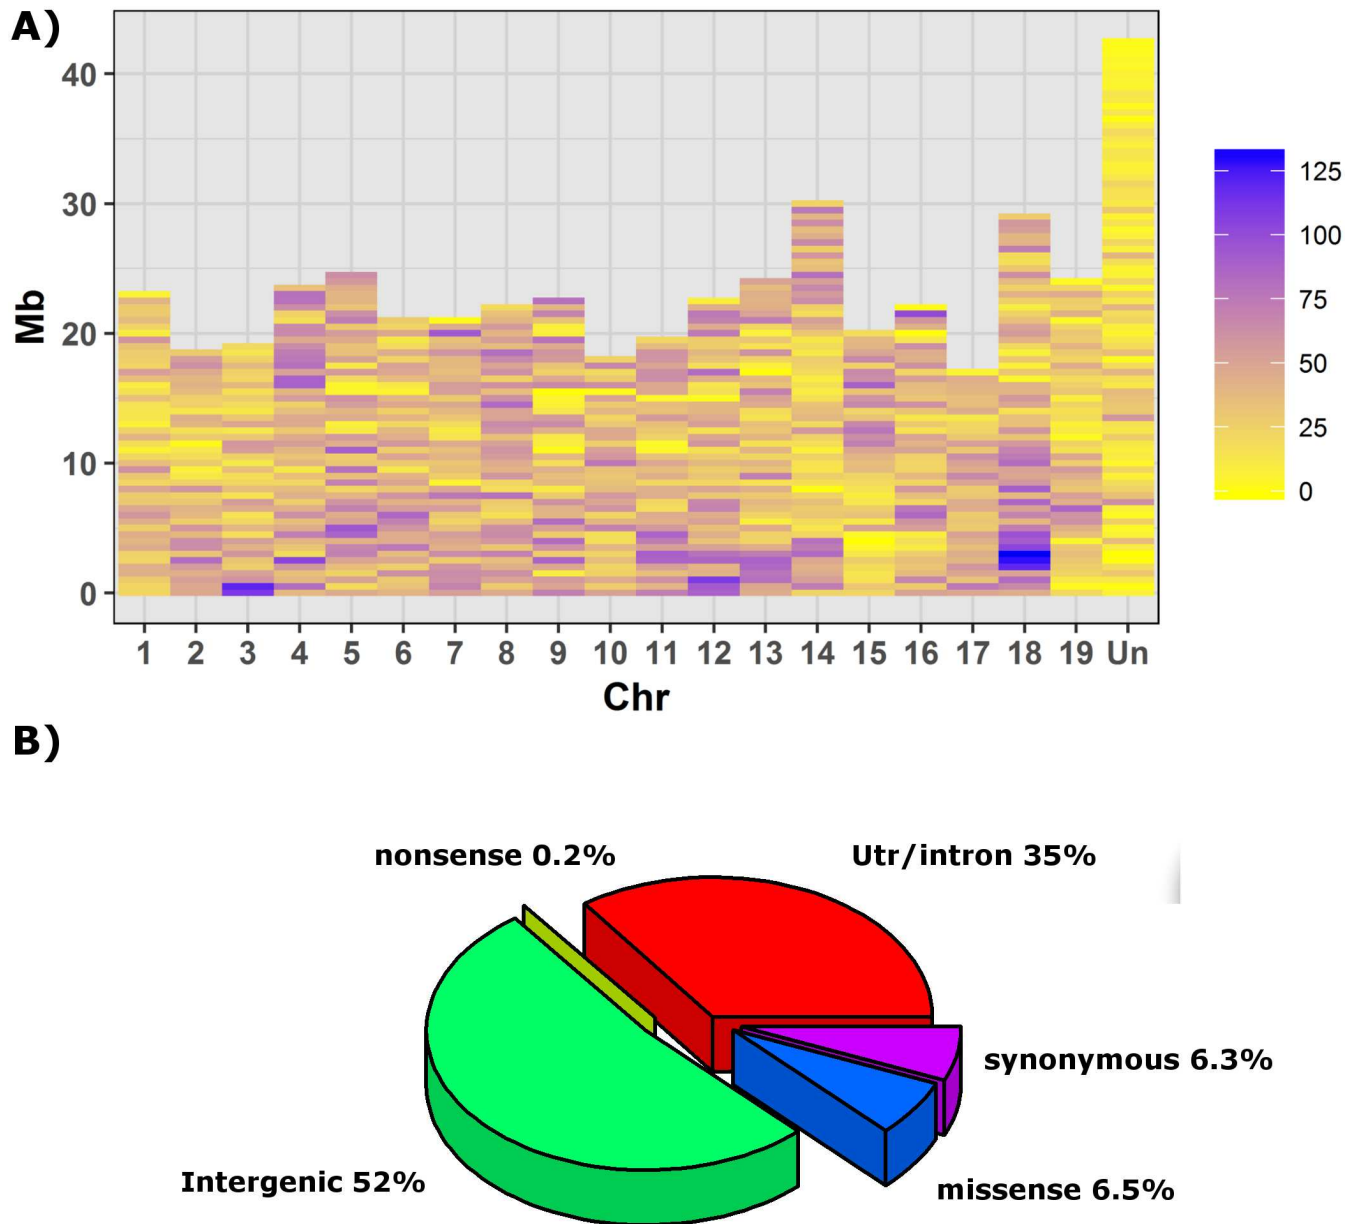 A)
40
30
20
10
0
Mb
1 2 3 4 5 6 7 8 9 10 11 12 13 14 15 16 17 18 19 Un
Chr
125
100
75
50
25
0
B)
nonsense 0.2%
Utr/intron 35%
synonymous 6.3%
Intergenic 52%
missense 6.5%